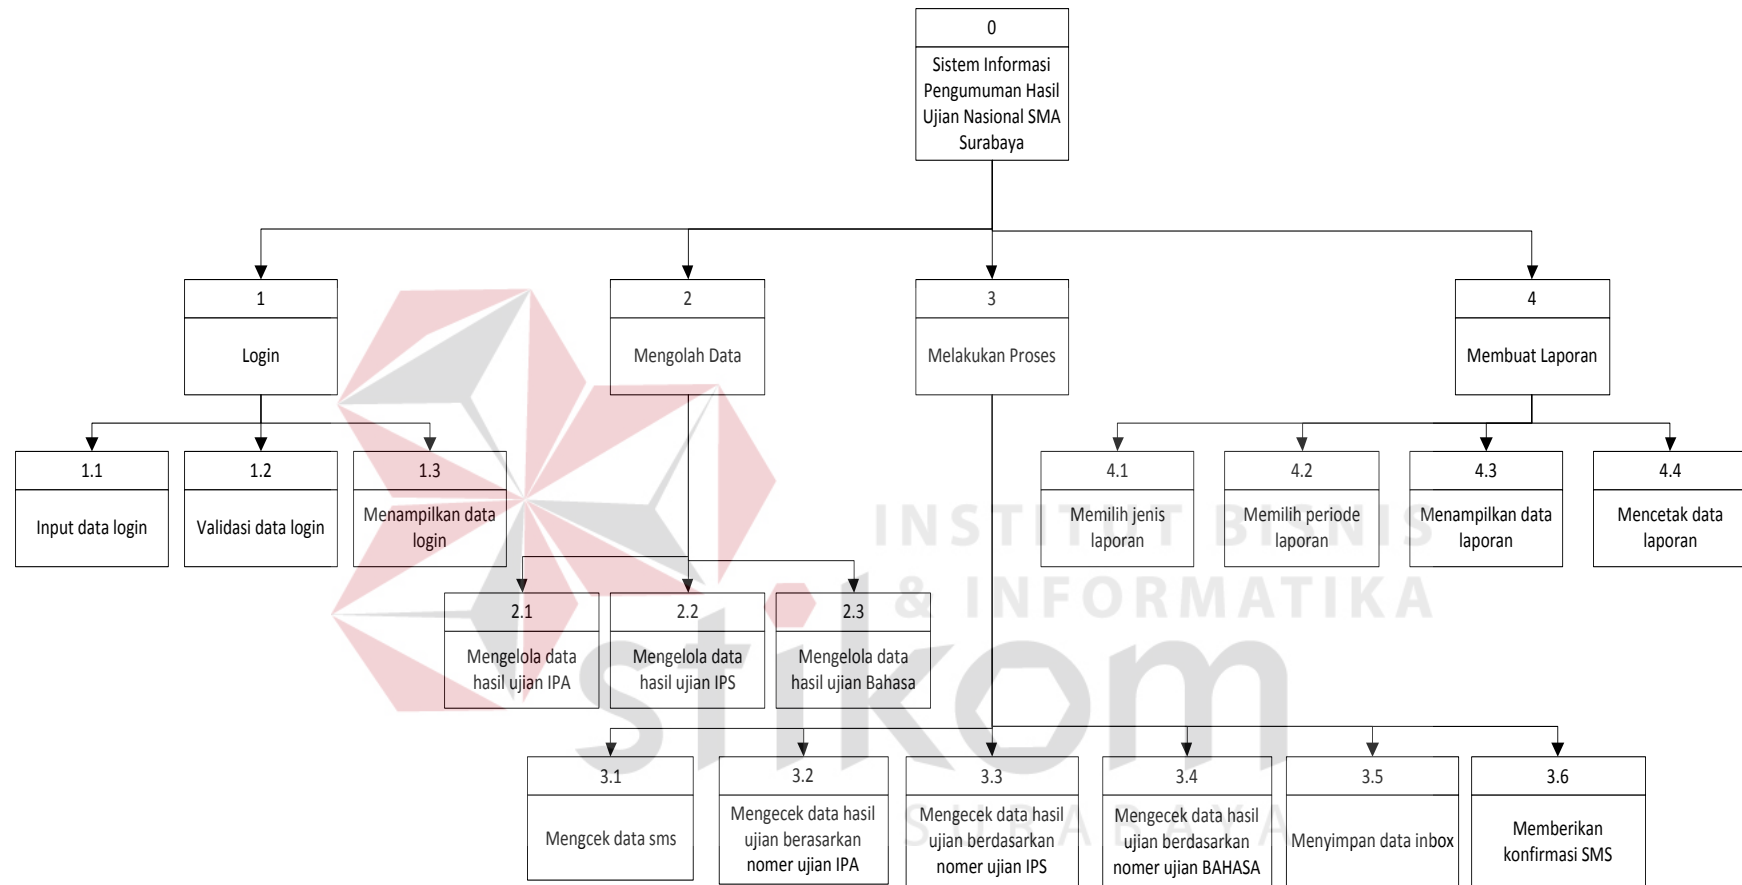 0
Sistem Informasi
Pengumuman Hasil
Ujian Nasional SMA
Surabaya
1
Login
2
Mengolah Data
3
Melakukan Proses
4
Membuat Laporan
1.1
Input data login
1.2
Validasi data login
1.3
Menampilkan data
login
4.1
Memilih jenis
laporan
4.2
Memilih periode
laporan
4.3
Menampilkan data
laporan
4.4
Mencetak data
laporan
2.1
Mengelola data
hasil ujian IPA
2.2
Mengelola data
hasil ujian IPS
2.3
Mengelola data
hasil ujian Bahasa
3.1
Mengcek data sms
3.2
Mengecek data hasil
ujian berasarkan
nomer ujian IPA
3.3
Mengecek data hasil
ujian berdasarkan
nomer ujian IPS
3.4
Mengecek data hasil
ujian berdasarkan
nomer ujian BAHASA
3.5
Menyimpan data inbox
3.6
Memberikan
konfirmasi SMS
INSTITUT BISNIS
& INFORMATIKA
stikom
SURABAYA